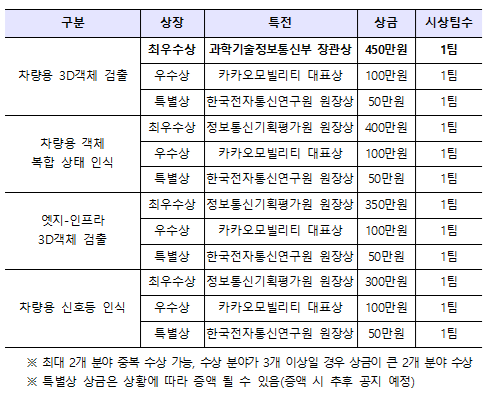 구분 상장 특전 상금 시상팀수
차량용 3D객체 검출 최우수상 과학기술정보통신부 장관상 450만원 1팀
우수상 카카오모빌리티 대표상 100만원 1팀
특별상 한국전자통신연구원 원장상 50만원 1팀
차량용 객체 복합 상태 인식 최우수상 정보통신기획평가원 원장상 400만원 1팀
우수상 카카오모빌리티 대표상 100만원 1팀
특별상 한국전자통신연구원 원장상 50만원 1팀
엣지-인프라 3D객체 검출 최우수상 정보통신기획평가원 원장상 350만원 1팀
우수상 카카오모빌리티 대표상 100만원 1팀
특별상 한국전자통신연구원 원장상 50만원 1팀
차량용 신호등 인식 최우수상 정보통신기획평가원 원장상 300만원 1팀
우수상 카카오모빌리티 대표상 100만원 1팀
특별상 한국전자통신연구원 원장상 50만원 1팀
※ 최대 2개 분야 중복 수상 가능, 수상 분야가 3개 이상일 경우 상금이 큰 2개 분야 수상
※ 특별상 상금은 상황에 따라 증액 될 수 있음(증액 시 추후 공지 예정)